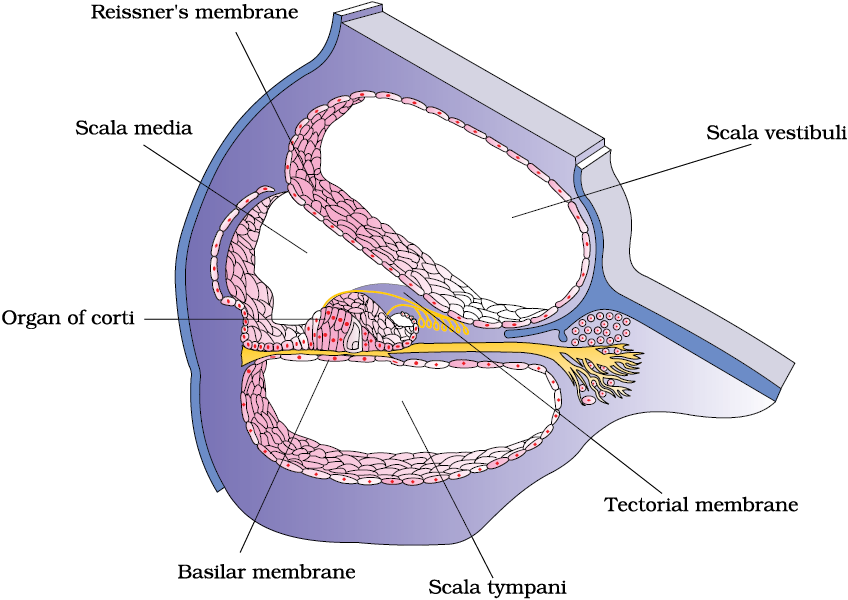 Reissner's membrane
Scala media
Scala vestibuli
Organ of corti
Tectorial membrane
Basilar membrane
Scala tympani